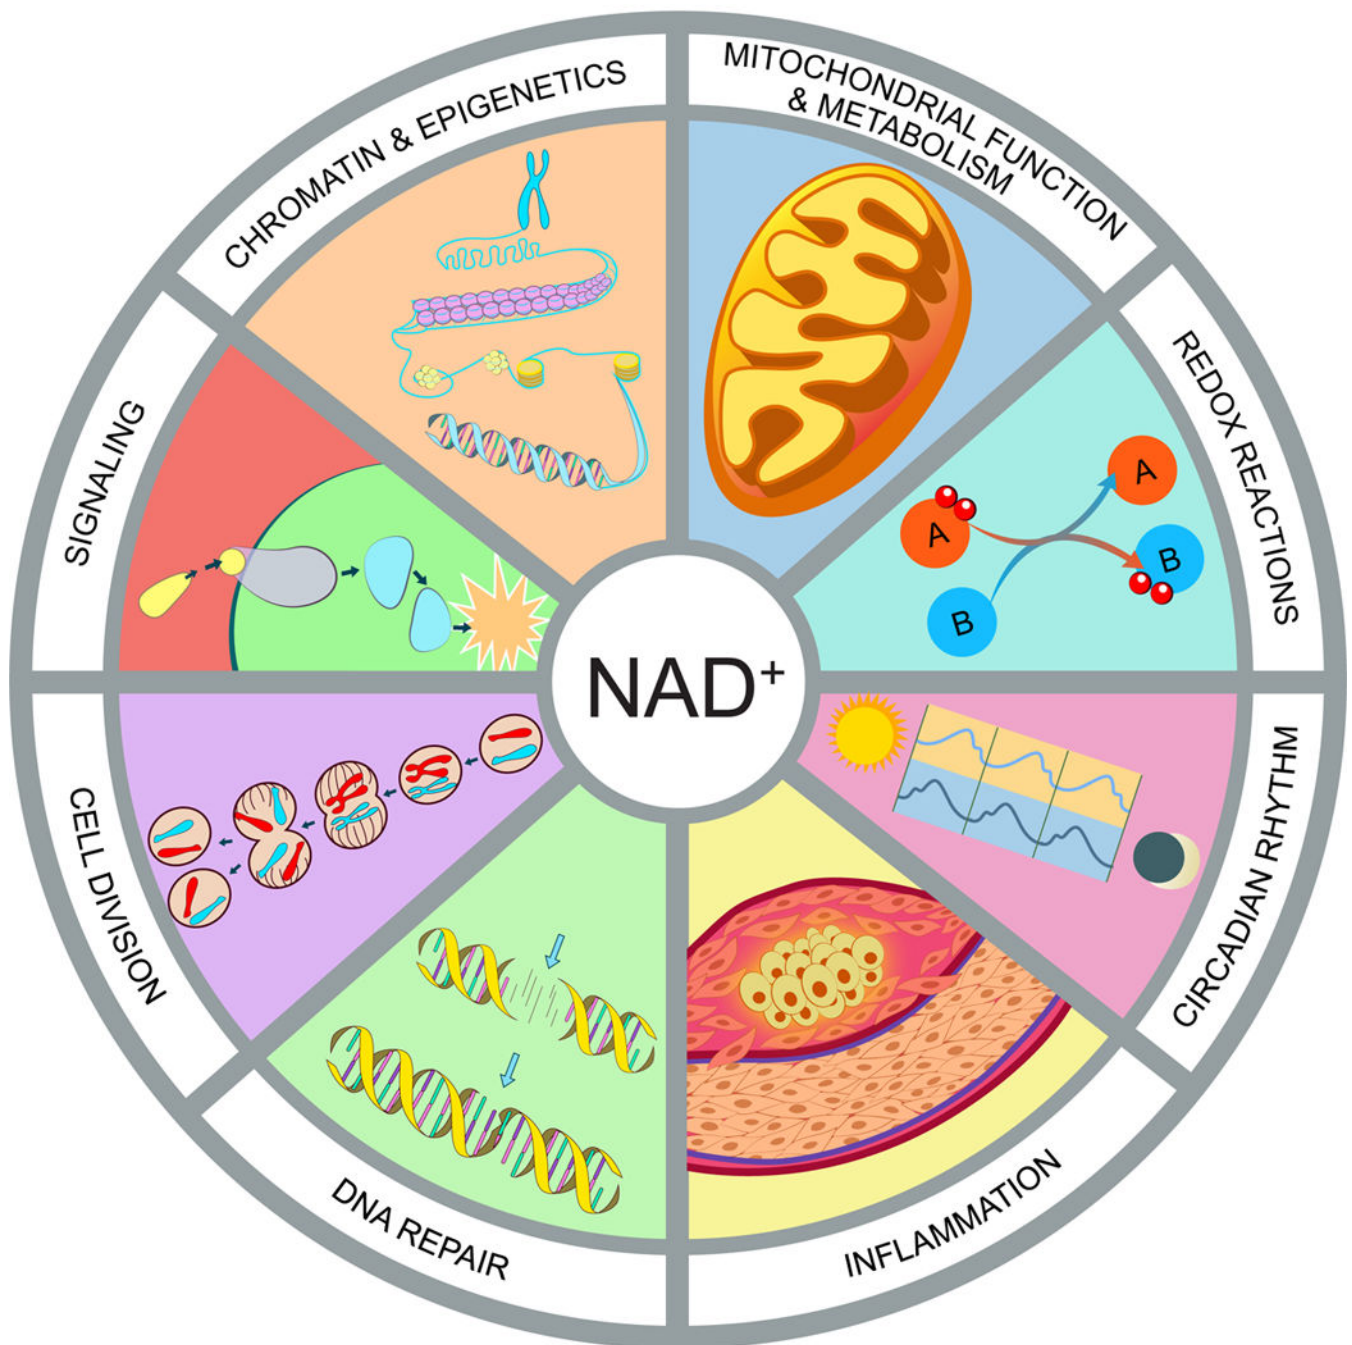 CHROMATIN & EPIGENETICS
MITOCHONDRIAL FUNCTION
& METABOLISM
REDOX REACTIONS
A
A
B
B
CIRCADIAN RHYTHM
INFLAMMATION
DNA REPAIR
CELL DIVISION
SIGNALING
NAD⁺